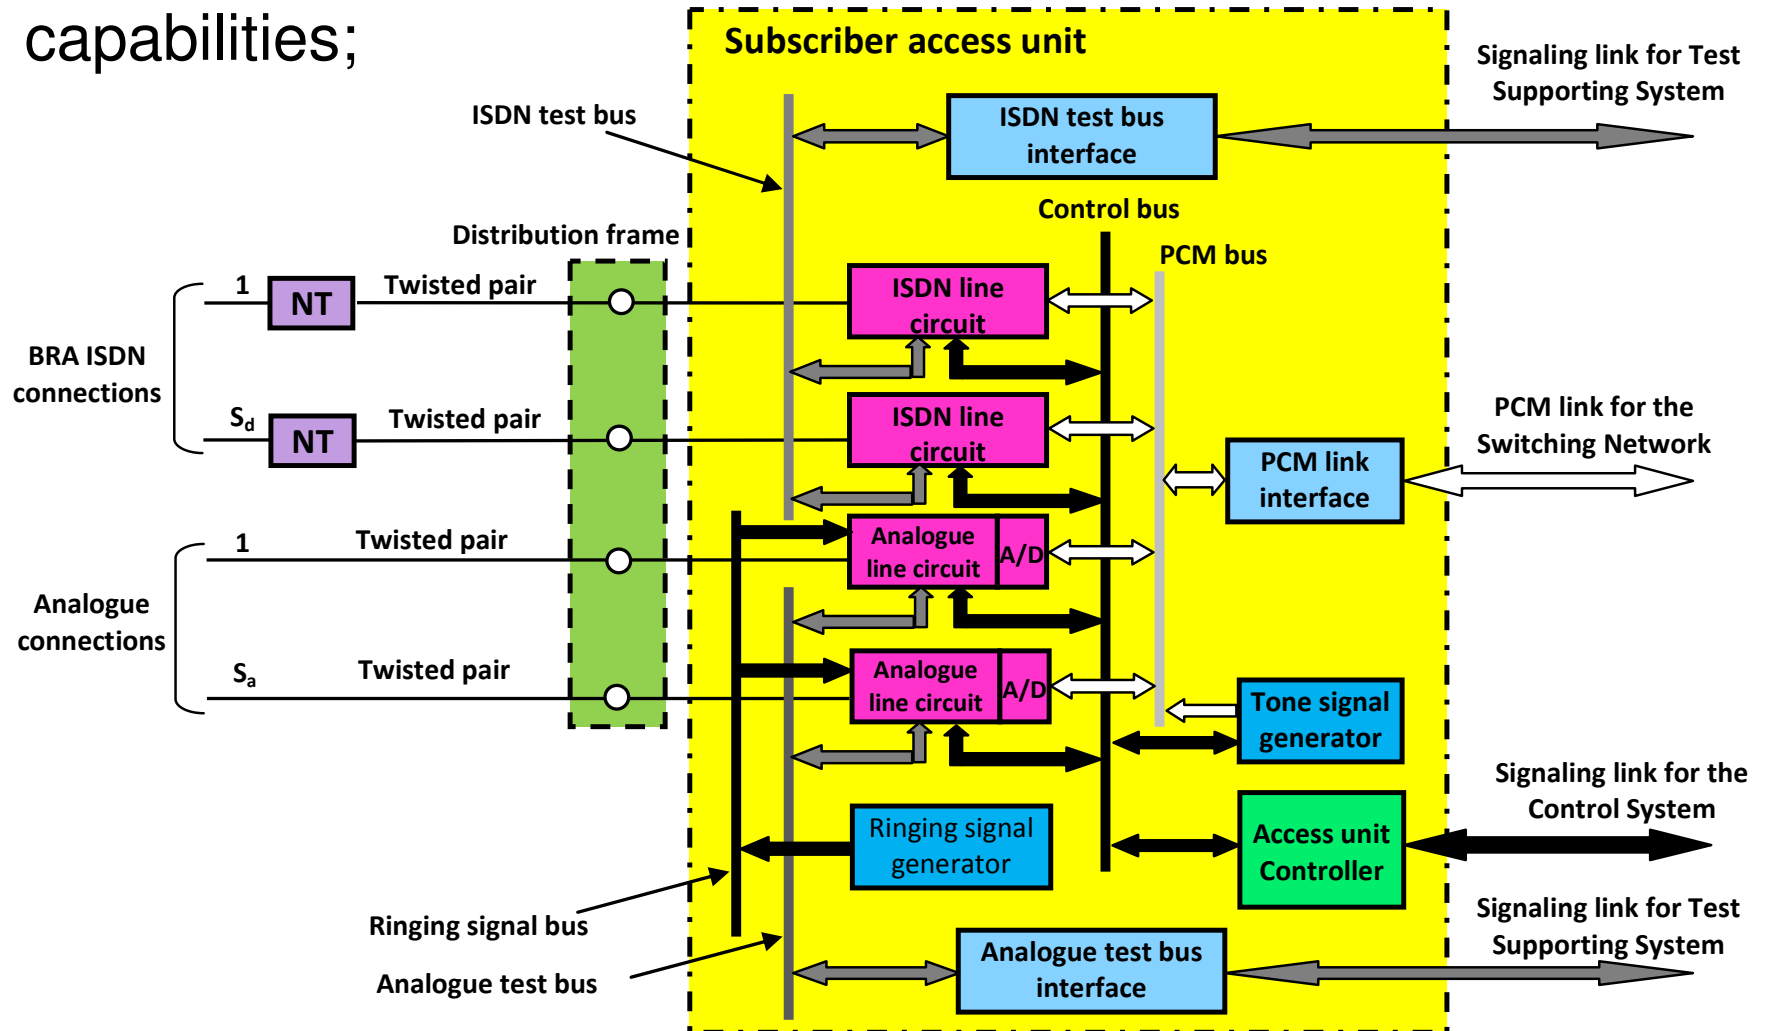 capabilities;
Subscriber access unit
Signaling link for Test
Supporting System
ISDN test bus
ISDN test bus
interface
Control bus
Distribution frame
PCM bus
1
NT
Twisted pair
ISDN line
circuit
BRA ISDN
connections
Sd
NT
Twisted pair
ISDN line
circuit
PCM link for the
Switching Network
PCM link
interface
1
Twisted pair
Analogue
line circuit
A/D
Analogue
connections
Sa
Twisted pair
Analogue
line circuit
A/D
Tone signal
generator
Signaling link for the
Control System
Ringing signal
generator
Access unit
Controller
Ringing signal bus
Signaling link for Test
Supporting System
Analogue test bus
Analogue test bus
interface